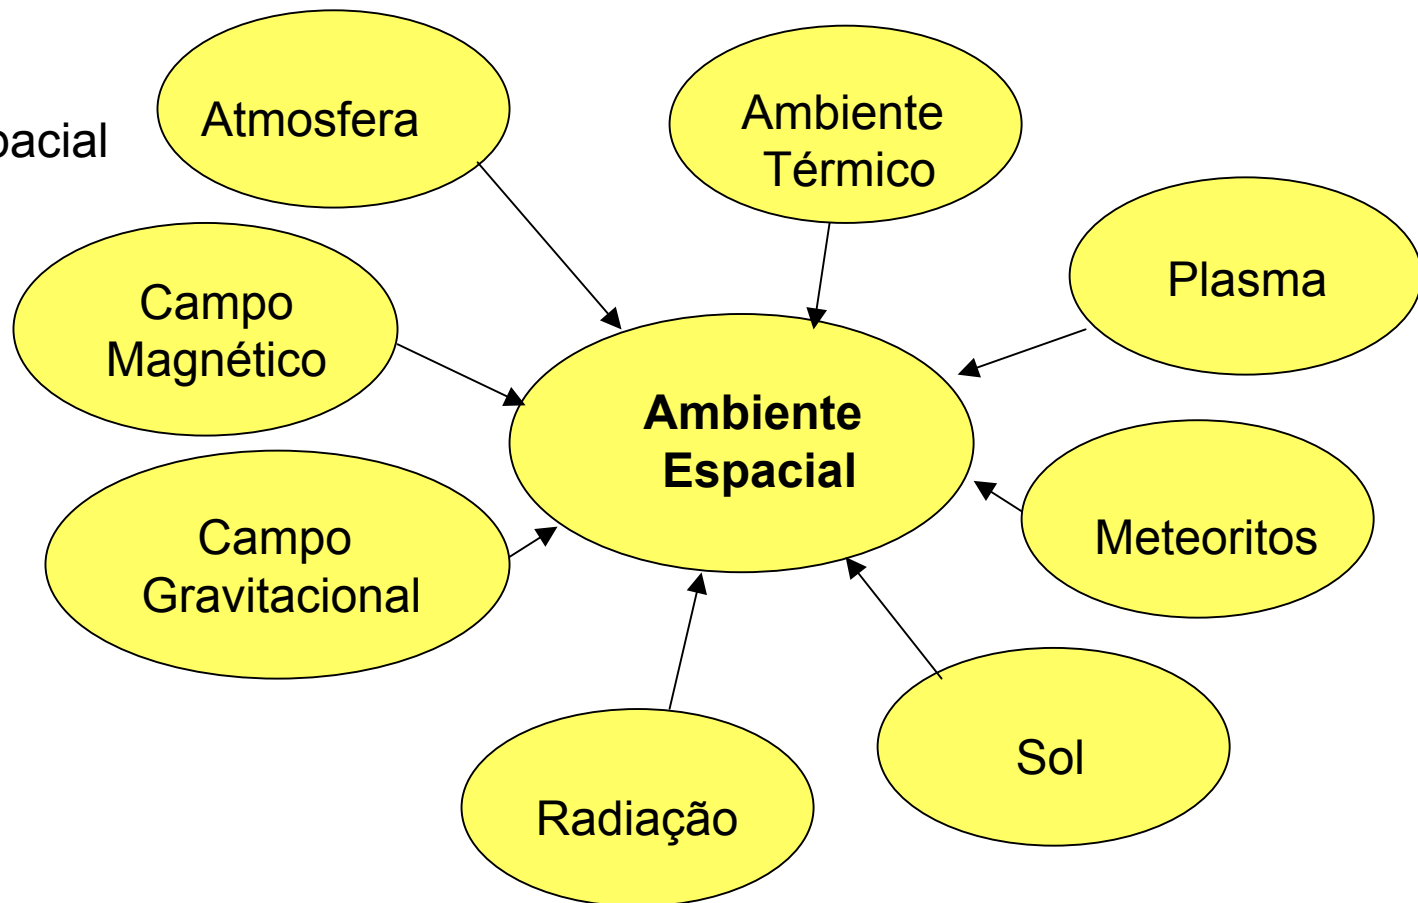 pacial
Atmosfera
Ambiente
Térmico
Campo
Magnético
Plasma
Ambiente
Espacial
Campo
Gravitacional
Meteoritos
Sol
Radiação